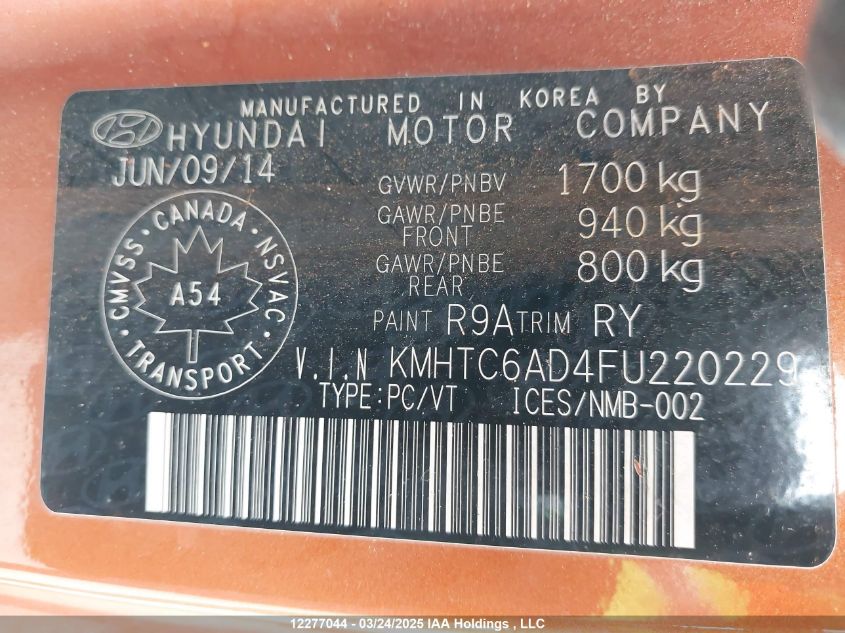 MANUFACTURED IN KOREA BY
HYUNDAI MOTOR COMPANY
JUN/09/14
GVWR/PNBV 1700 kg
GAWR/PNBE FRONT 940 kg
GAWR/PNBE REAR 800 kg
CMVSS · CANADA · NSVAC
A54
TRANSPORT
PAINT R9A TRIM RY
V.I.N KMHTC6AD4FU220229
TYPE:PC/VT ICES/NMB-002
12277044 - 03/24/2025 IAA Holdings , LLC